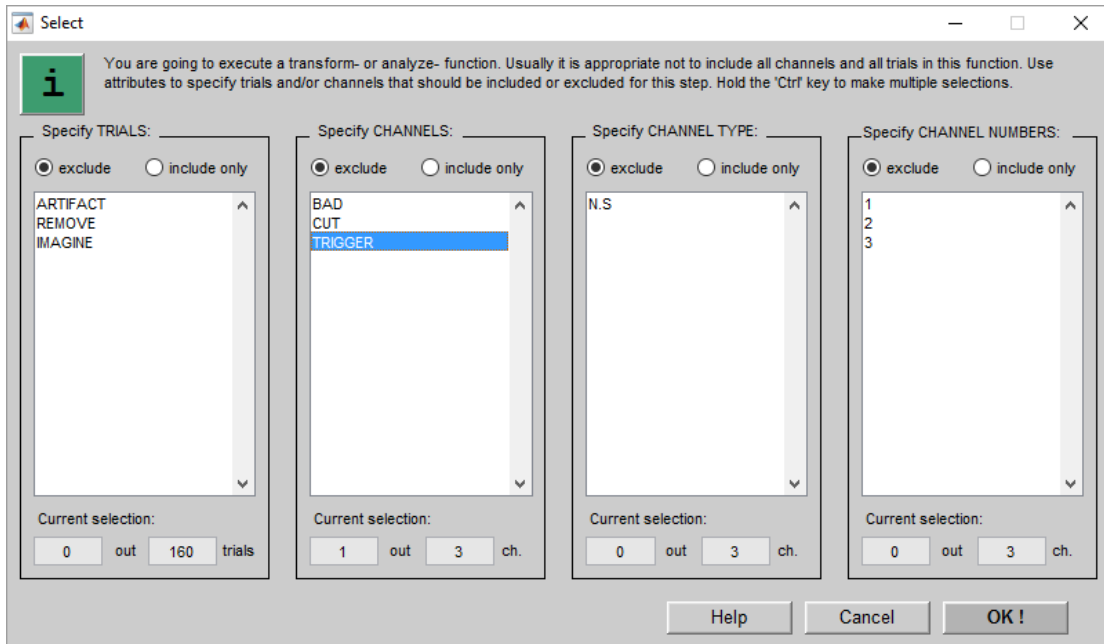 Select
i
You are going to execute a transform- or analyze- function. Usually it is appropriate not to include all channels and all trials in this function. Use
attributes to specify trials and/or channels that should be included or excluded for this step. Hold the 'Ctrl' key to make multiple selections.
Specify TRIALS:
exclude include only
ARTIFACT
REMOVE
IMAGINE
Current selection:
0 out 160 trials
Specify CHANNELS:
exclude include only
BAD
CUT
TRIGGER
Current selection:
1 out 3 ch.
Specify CHANNEL TYPE:
exclude include only
N.S
Current selection:
0 out 3 ch.
Specify CHANNEL NUMBERS:
exclude include only
1
2
3
Current selection:
0 out 3 ch.
Help Cancel OK !